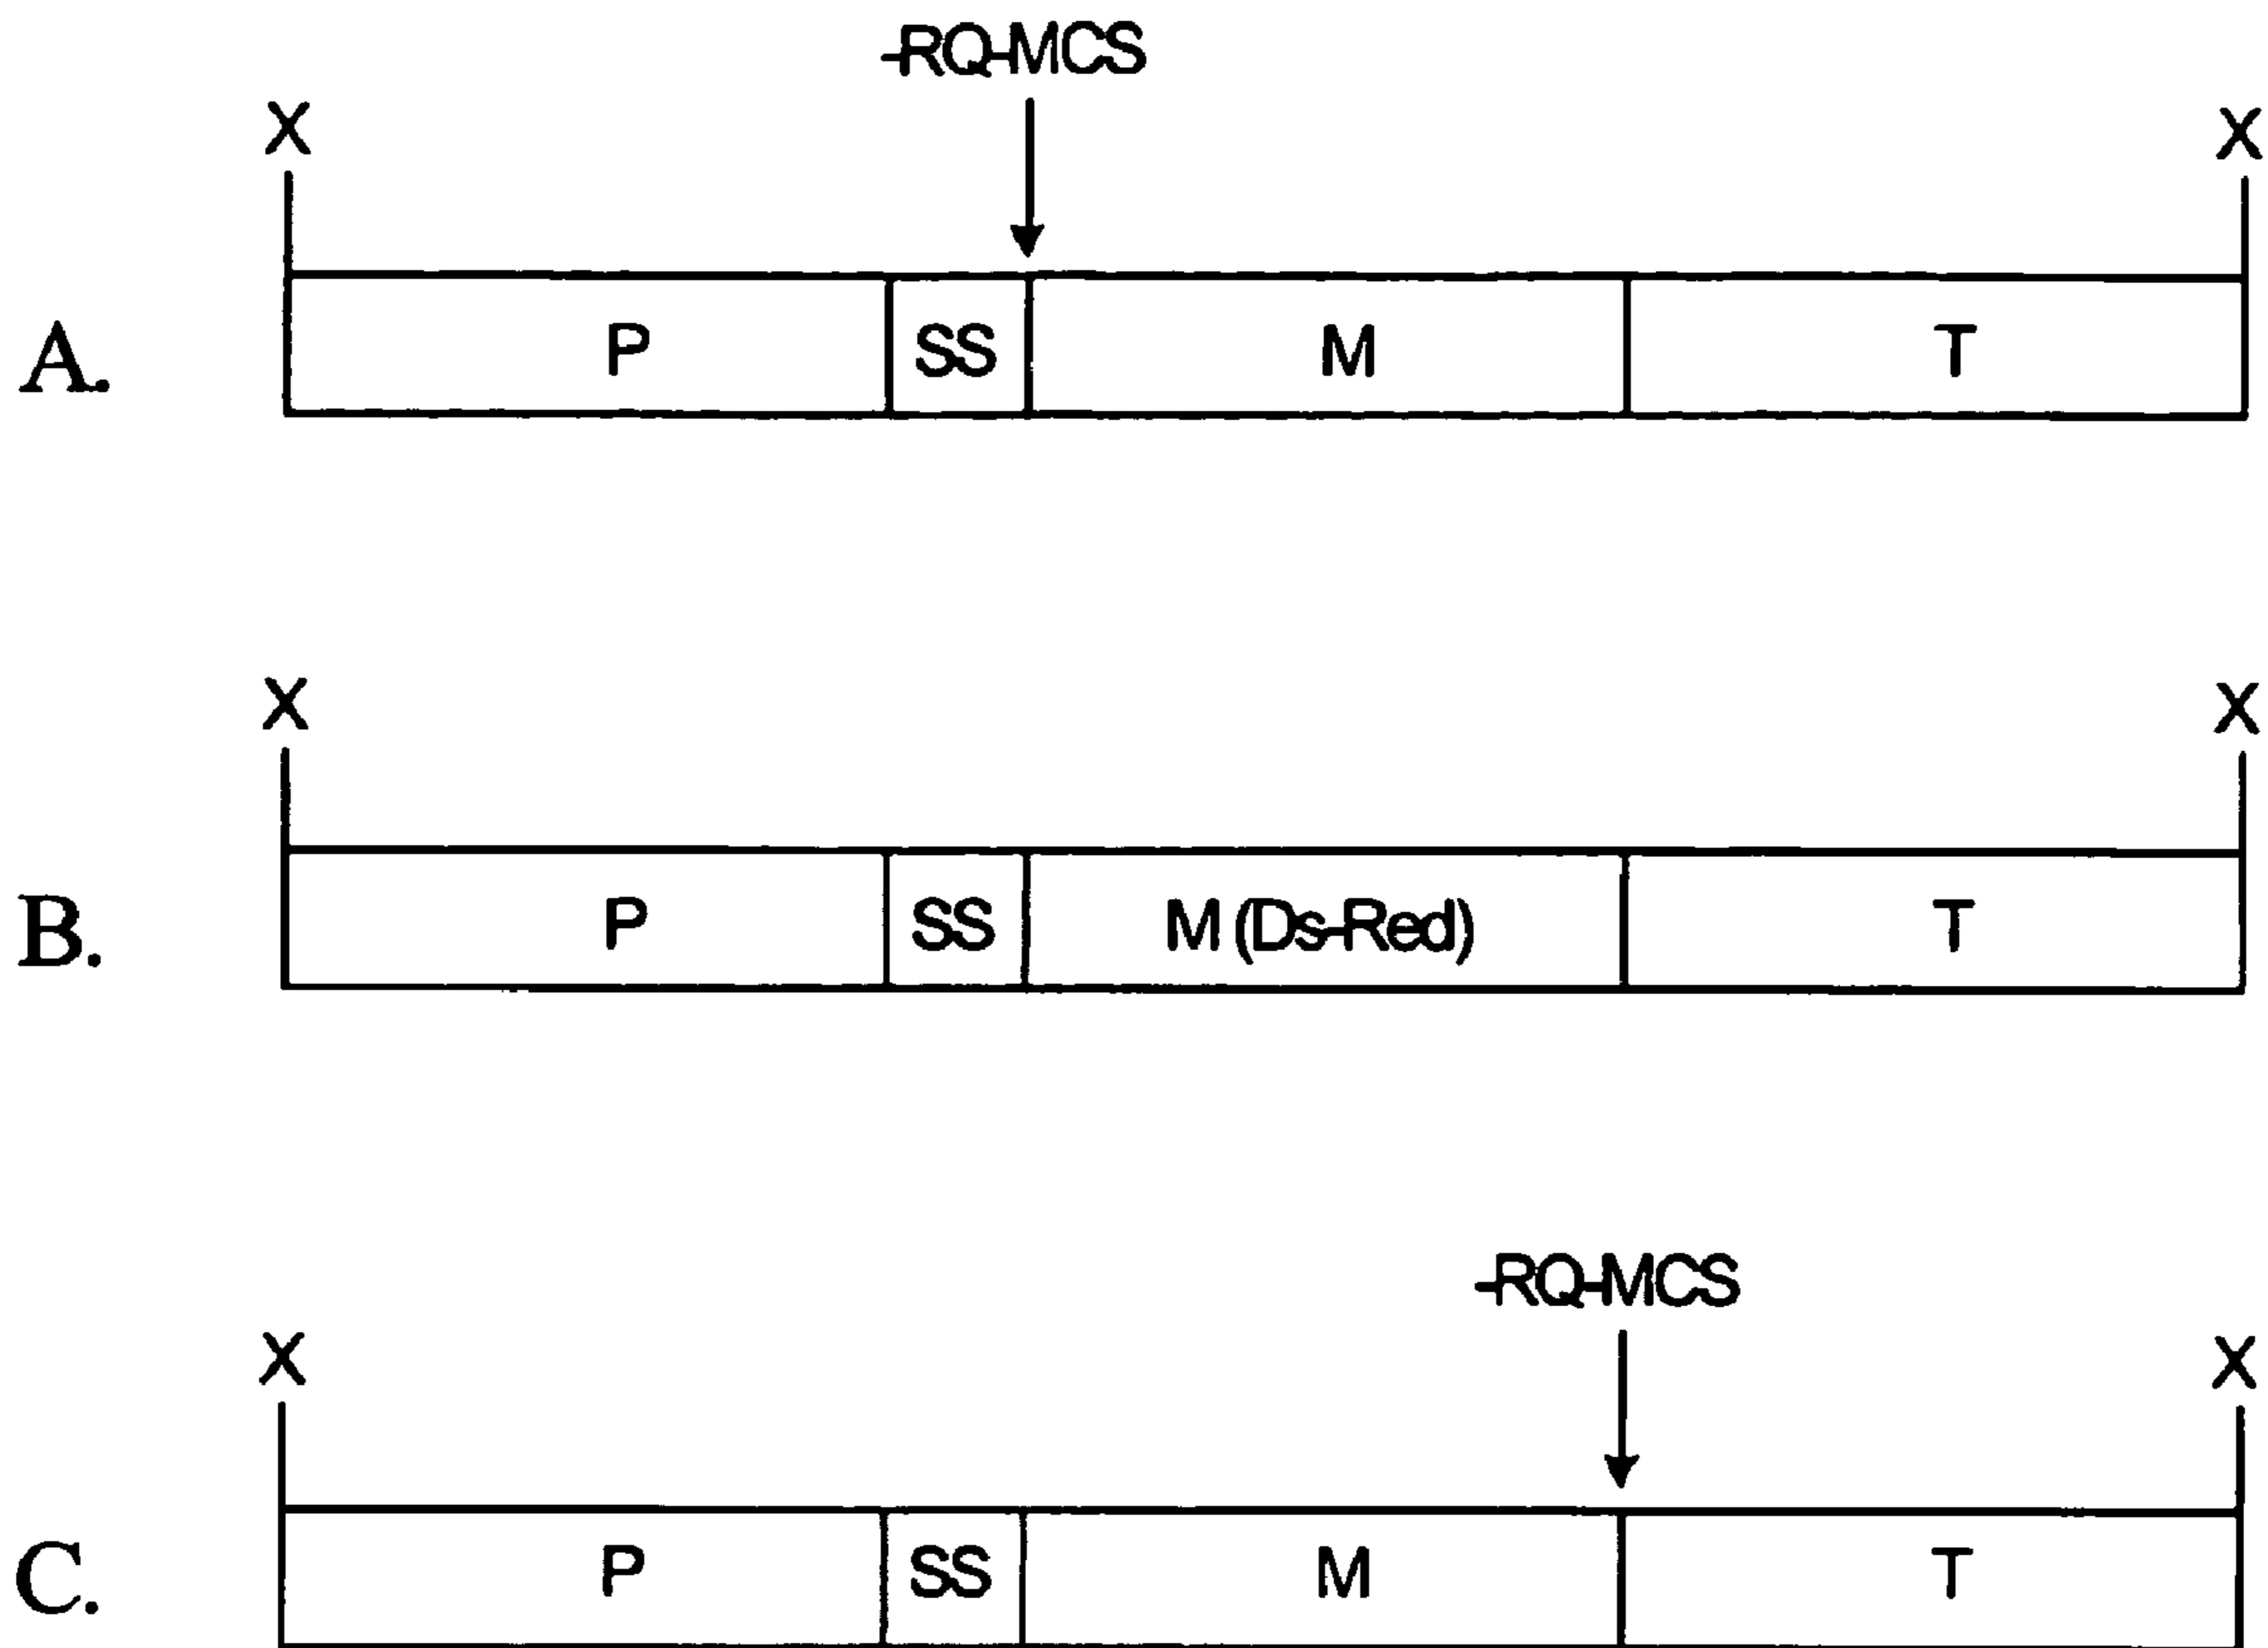 -RQ-MCS
X X
A. P SS M T
X X
B. P SS M (Ds-Red) T
-RQ-MCS
X X
C. P SS M T